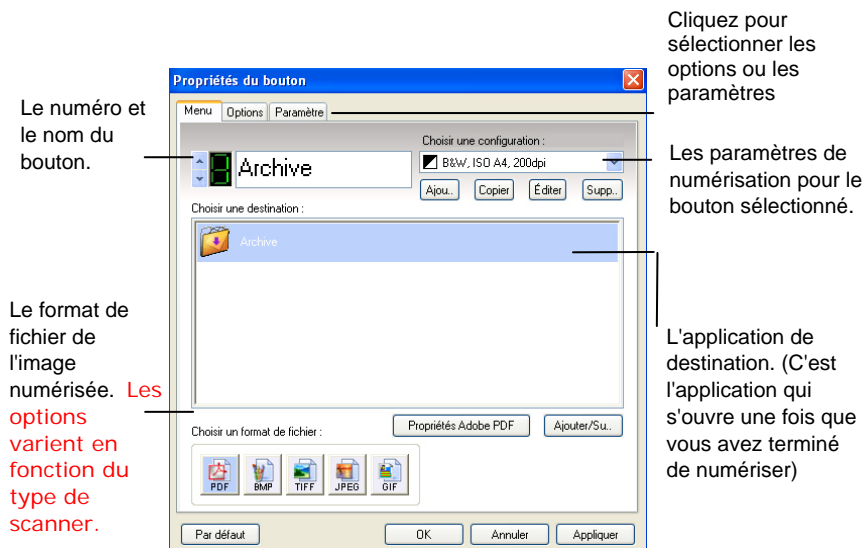 Cliquez pour
sélectionner les
options ou les
paramètres
Propriétés du bouton
Menu Options Paramètre
Le numéro et
le nom du
bouton.
Choisir une configuration :
Archive
B&W, ISO A4, 200dpi
Ajou.. Copier Éditer Supp..
Les paramètres de
numérisation pour le
bouton sélectionné.
Choisir une destination :
Archive
Le format de
fichier de
l'image
numérisée. Les
options
varient en
fonction du
type de
scanner.
L'application de
destination. (C'est
l'application qui
s'ouvre une fois que
vous avez terminé
de numériser)
Choisir un format de fichier :
Propriétés Adobe PDF Ajouter/Su..
PDF BMP TIFF JPEG GIF
Par défaut OK Annuler Appliquer